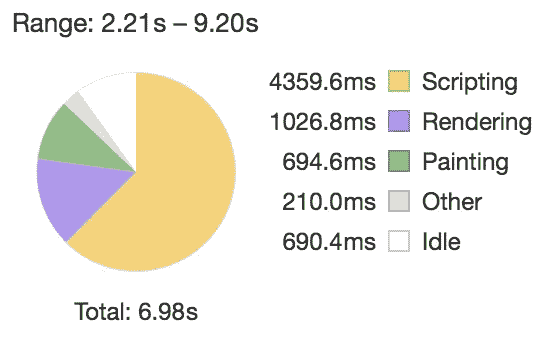 Range: 2.21s – 9.20s
4359.6ms Scripting
1026.8ms Rendering
694.6ms Painting
210.0ms Other
690.4ms Idle
Total: 6.98s